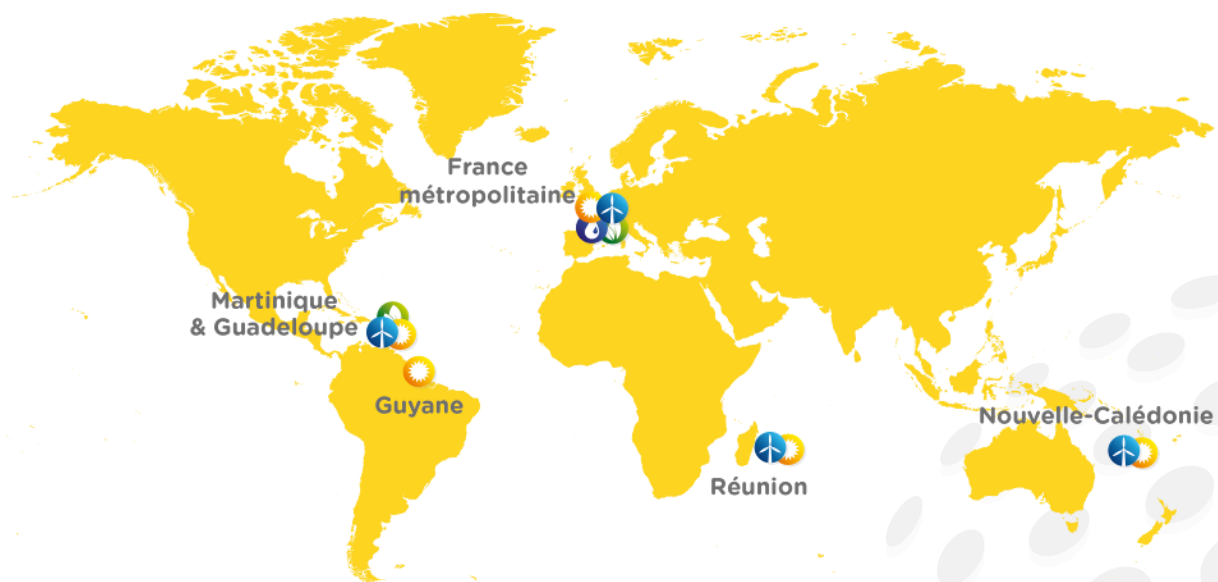 France
métropolitaine
Martinique
& Guadeloupe
Guyane
Nouvelle-Calédonie
Réunion